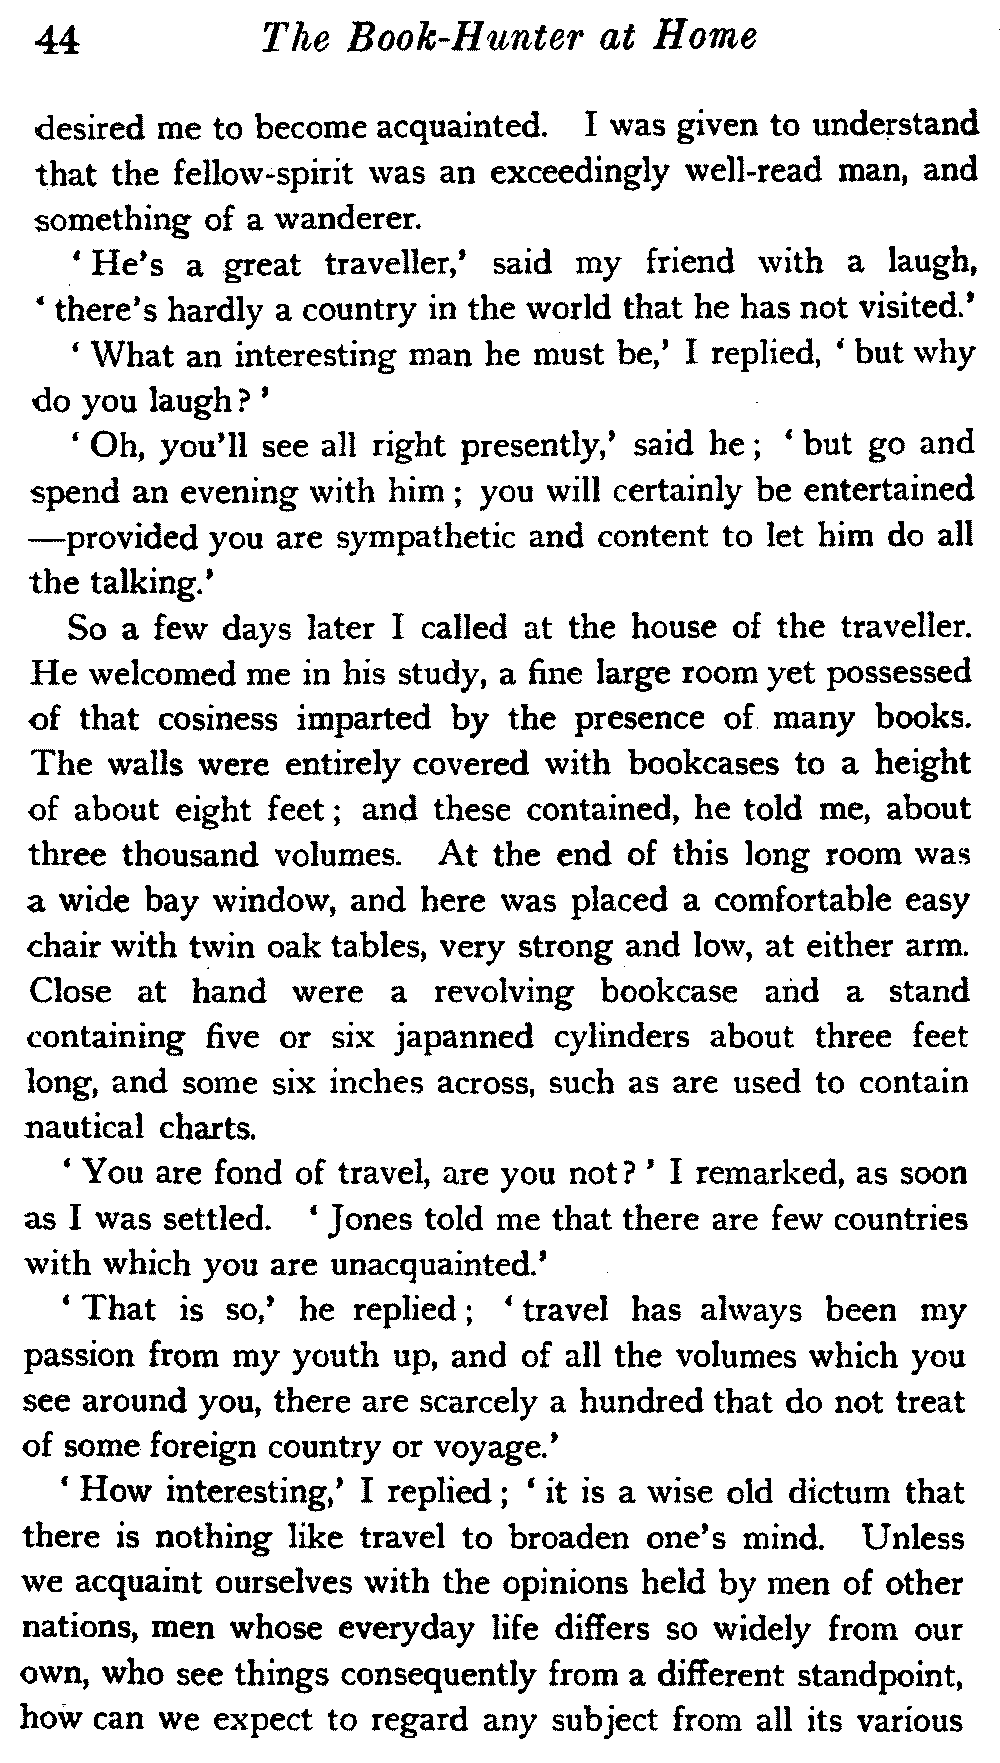 44 The Book-Hunter at Home
desired me to become acquainted. I was given to understand
that the fellow-spirit was an exceedingly well-read man, and
something of a wanderer.
‘ He’s a great traveller,’ said my friend with a laugh,
‘ there’s hardly a country in the world that he has not visited.’
‘ What an interesting man he must be,’ I replied, ‘ but why
do you laugh? ’
‘ Oh, you’ll see all right presently,’ said he ; ‘ but go and
spend an evening with him ; you will certainly be entertained
—provided you are sympathetic and content to let him do all
the talking.’
So a few days later I called at the house of the traveller.
He welcomed me in his study, a fine large room yet possessed
of that cosiness imparted by the presence of many books.
The walls were entirely covered with bookcases to a height
of about eight feet ; and these contained, he told me, about
three thousand volumes. At the end of this long room was
a wide bay window, and here was placed a comfortable easy
chair with twin oak tables, very strong and low, at either arm.
Close at hand were a revolving bookcase and a stand
containing five or six japanned cylinders about three feet
long, and some six inches across, such as are used to contain
nautical charts.
‘ You are fond of travel, are you not? ’ I remarked, as soon
as I was settled. ‘ Jones told me that there are few countries
with which you are unacquainted.’
‘ That is so,’ he replied ; ‘ travel has always been my
passion from my youth up, and of all the volumes which you
see around you, there are scarcely a hundred that do not treat
of some foreign country or voyage.’
‘ How interesting,’ I replied ; ‘ it is a wise old dictum that
there is nothing like travel to broaden one’s mind. Unless
we acquaint ourselves with the opinions held by men of other
nations, men whose everyday life differs so widely from our
own, who see things consequently from a different standpoint,
how can we expect to regard any subject from all its various